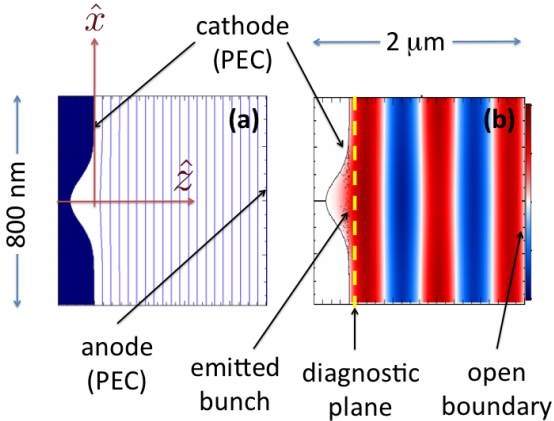 x̂
cathode
(PEC)
2 μm
(a)
(b)
ẑ
800 nm
anode
(PEC)
emitted
bunch
diagnostic
plane
open
boundary